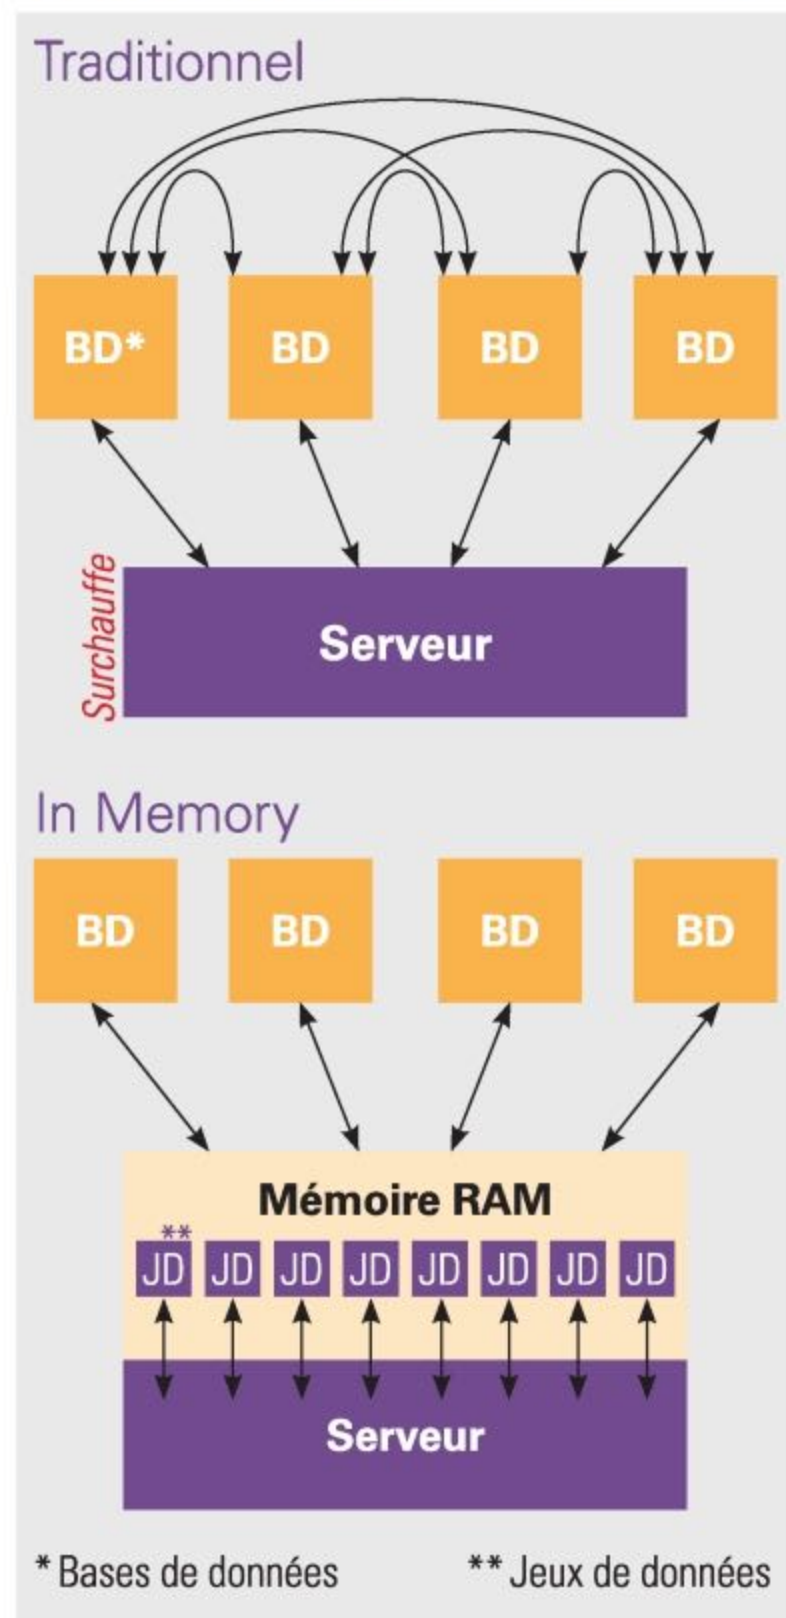 Traditionnel
BD* BD BD BD
Surchauffe
Serveur
In Memory
BD BD BD BD
Mémoire RAM
**
JD JD JD JD JD JD JD JD
Serveur
* Bases de données ** Jeux de données